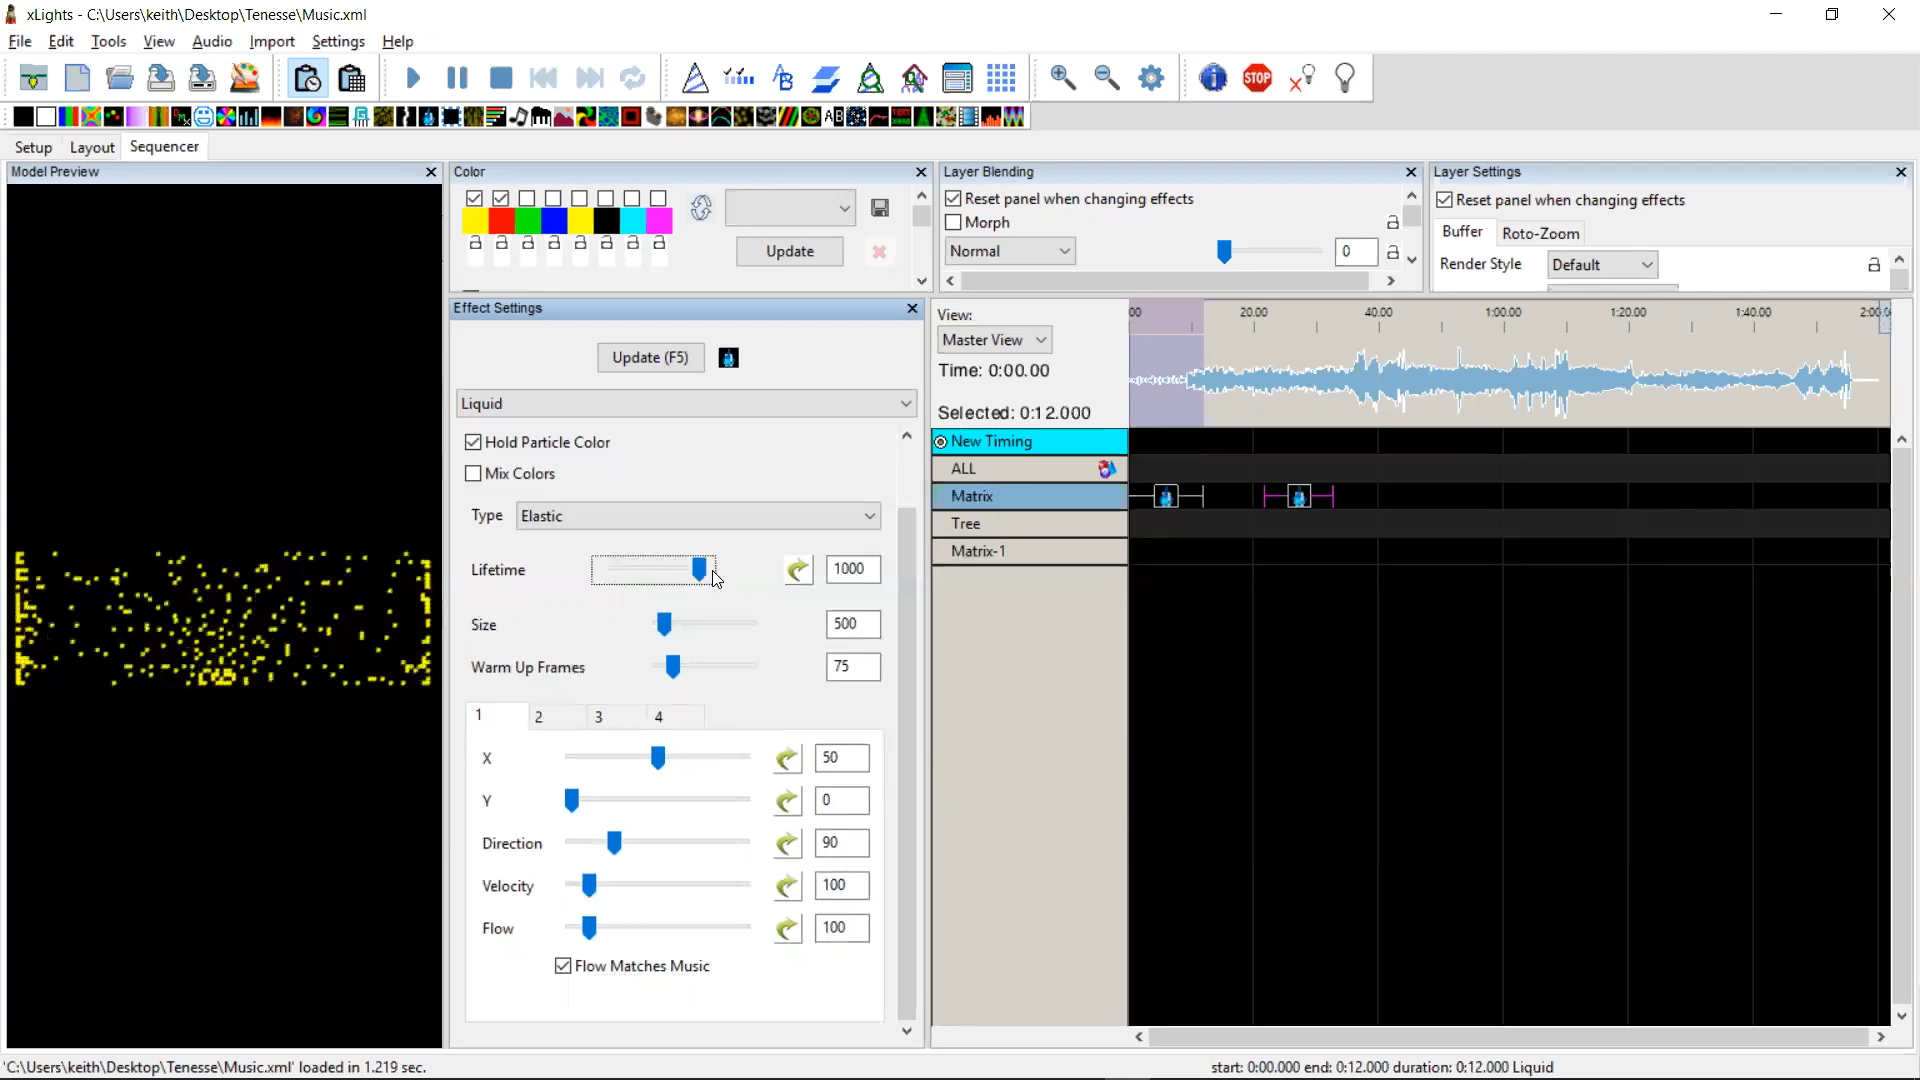 xLights - C:\Users\keith\Desktop\Tenesse\Music.xml
File Edit Tools View Audio Import Settings Help
Setup Layout Sequencer
Model Preview
Color
Update
Layer Blending
Reset panel when changing effects
Morph
Normal
0
Layer Settings
Reset panel when changing effects
Buffer Roto-Zoom
Render Style Default
Effect Settings
Update (F5)
Liquid
Hold Particle Color
Mix Colors
Type Elastic
Lifetime 1000
Size 500
Warm Up Frames 75
1 2 3 4
X 50
Y 0
Direction 90
Velocity 100
Flow 100
Flow Matches Music
View:
Master View
Time: 0:00.00
Selected: 0:12.000
20.00 40.00 1:00.00 1:20.00 1:40.00
New Timing
ALL
Matrix
Tree
Matrix-1
'C:\Users\keith\Desktop\Tenesse\Music.xml' loaded in 1.219 sec.
start: 0:00.000 end: 0:12.000 duration: 0:12.000 Liquid